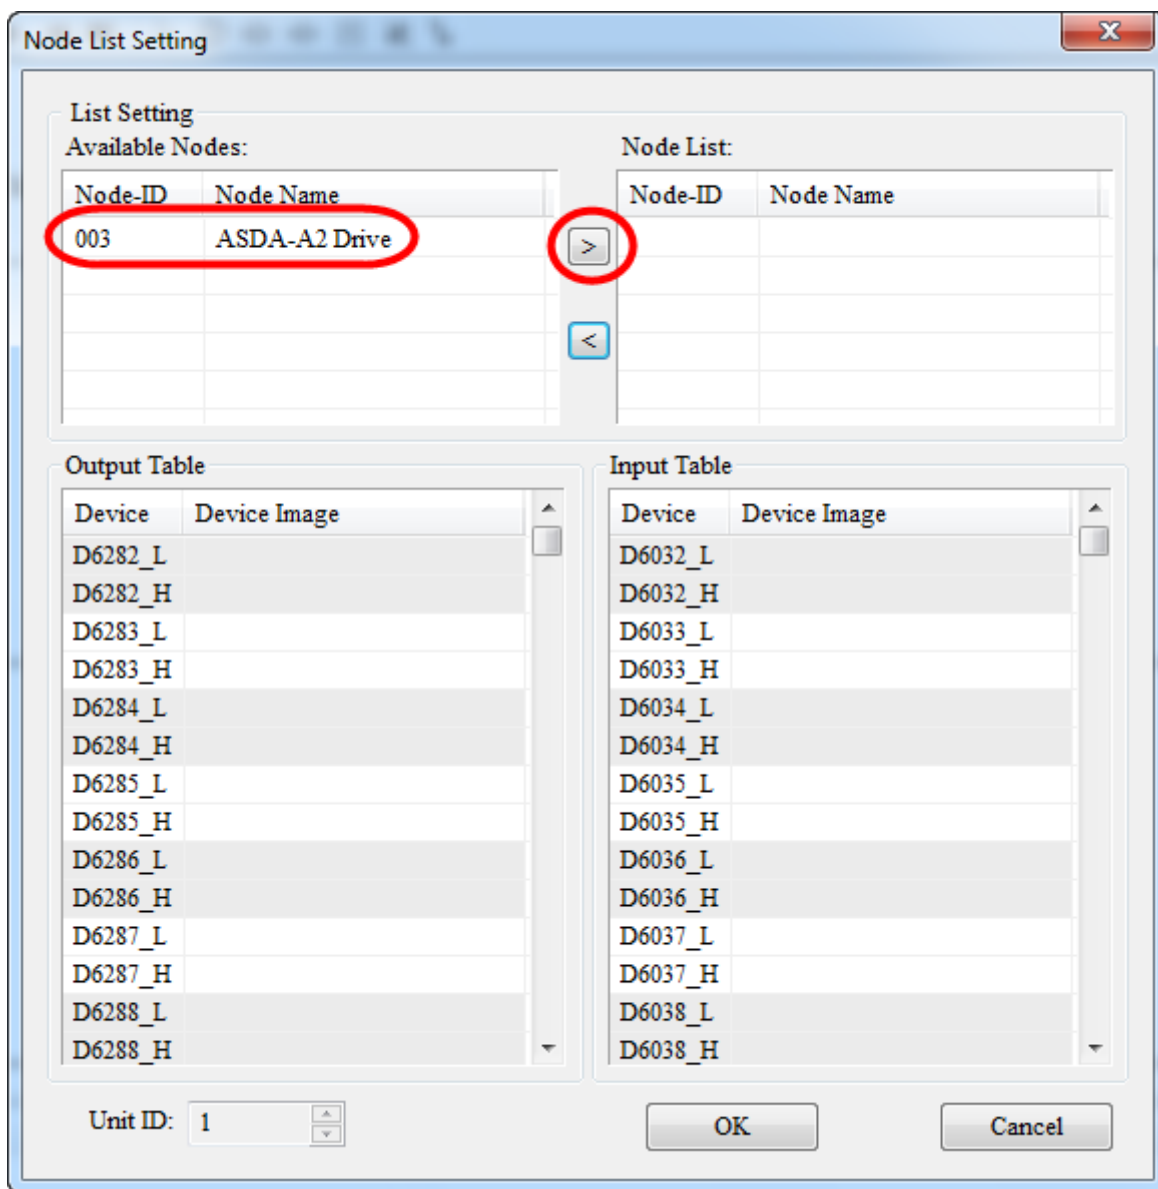 Node List Setting
List Setting
Available Nodes:
Node-ID Node Name
003 ASDA-A2 Drive
>
<
Node List:
Node-ID Node Name
Output Table
Device Device Image
D6282_L
D6282_H
D6283_L
D6283_H
D6284_L
D6284_H
D6285_L
D6285_H
D6286_L
D6286_H
D6287_L
D6287_H
D6288_L
D6288_H
Input Table
Device Device Image
D6032_L
D6032_H
D6033_L
D6033_H
D6034_L
D6034_H
D6035_L
D6035_H
D6036_L
D6036_H
D6037_L
D6037_H
D6038_L
D6038_H
Unit ID: 1
OK
Cancel